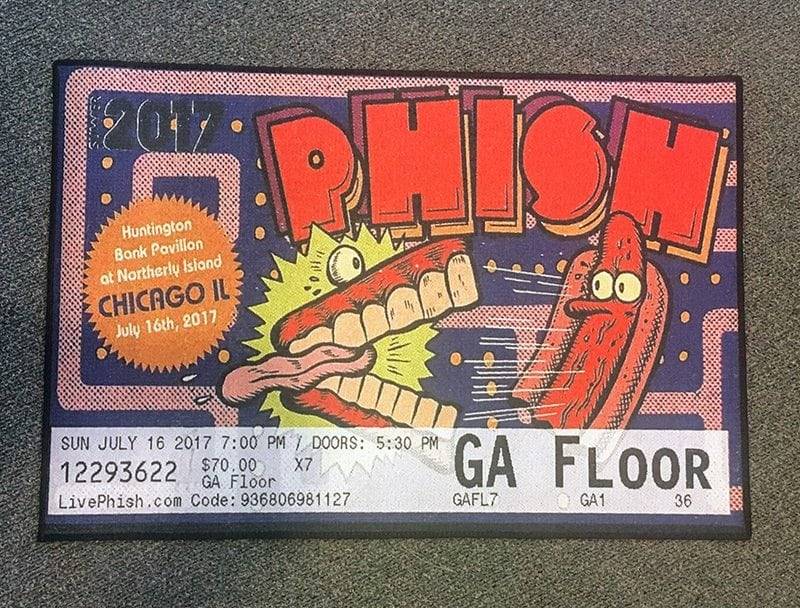 2017
PHISH
Huntington
Bank Pavilion
at Northerly Island
CHICAGO IL
July 16th, 2017
SUN JULY 16 2017 7:00 PM / DOORS: 5:30 PM
12293622 $70.00 X7
GA Floor
LivePhish.com Code: 936806981127
GA FLOOR
GAFL7 GA1 36